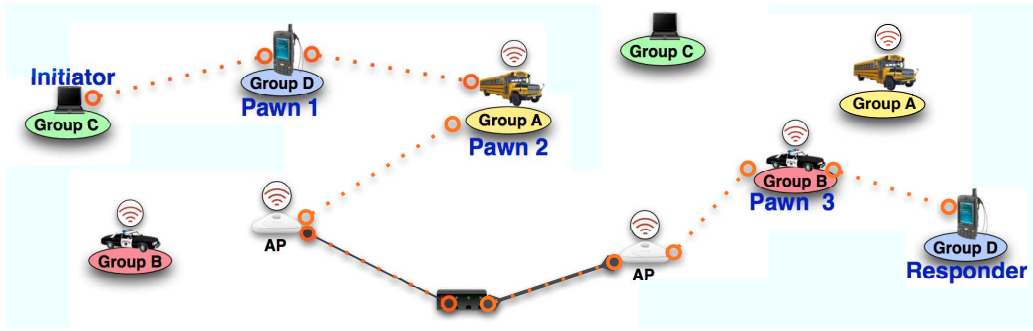 Initiator
Group C
Group D
Pawn 1
Group A
Pawn 2
Group C
Group A
Group B
Pawn 3
Group B
AP
AP
Group D
Responder